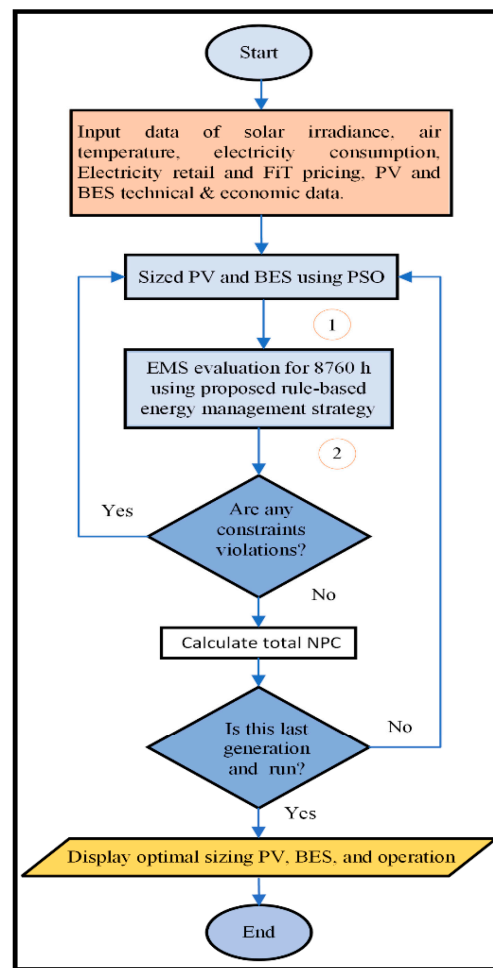 Start
Input data of solar irradiance, air
temperature, electricity consumption,
Electricity retail and FiT pricing, PV and
BES technical & economic data.
Sized PV and BES using PSO
1
EMS evaluation for 8760 h
using proposed rule-based
energy management strategy
2
Yes
Are any
constraints
violations?
No
Calculate total NPC
Is this last
generation
and run?
No
Yes
Display optimal sizing PV, BES, and operation
End